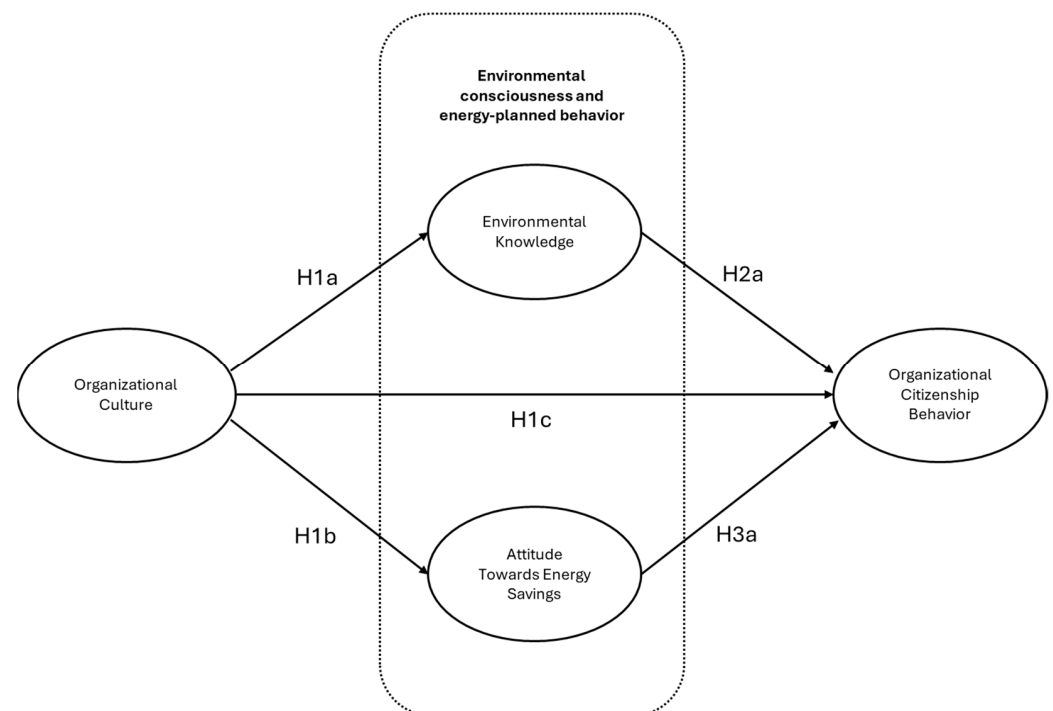 Environmental
consciousness and
energy-planned behavior
Environmental
Knowledge
H1a
H2a
Organizational
Culture
Organizational
Citizenship
Behavior
H1c
H1b
H3a
Attitude
Towards Energy
Savings